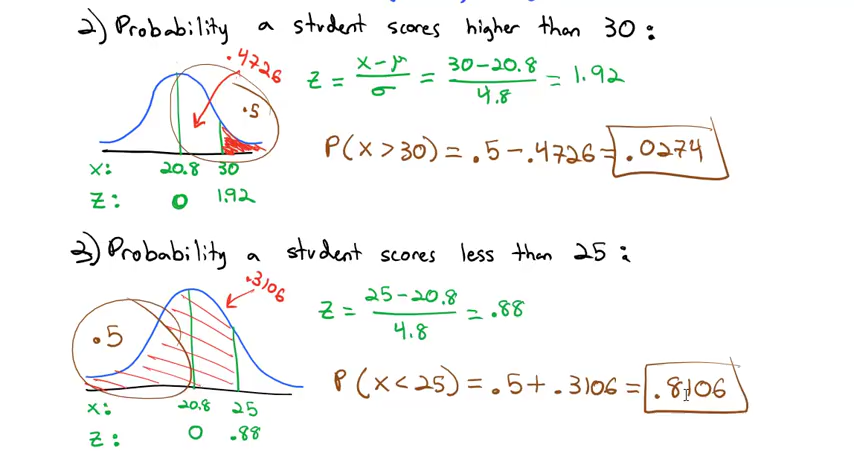 2) Probability a student scores higher than 30:
.4726
.5
Z = x-μ/σ = 30-20.8/4.8 = 1.92
P(x>30) = .5-.4726= .0274
x: 20.8 30
Z: 0 1.92
3) Probability a student scores less than 25:
.3106
.5
Z = 25-20.8/4.8 = .88
P(x<25) = .5+.3106 = .8106
x: 20.8 25
Z: 0 .88